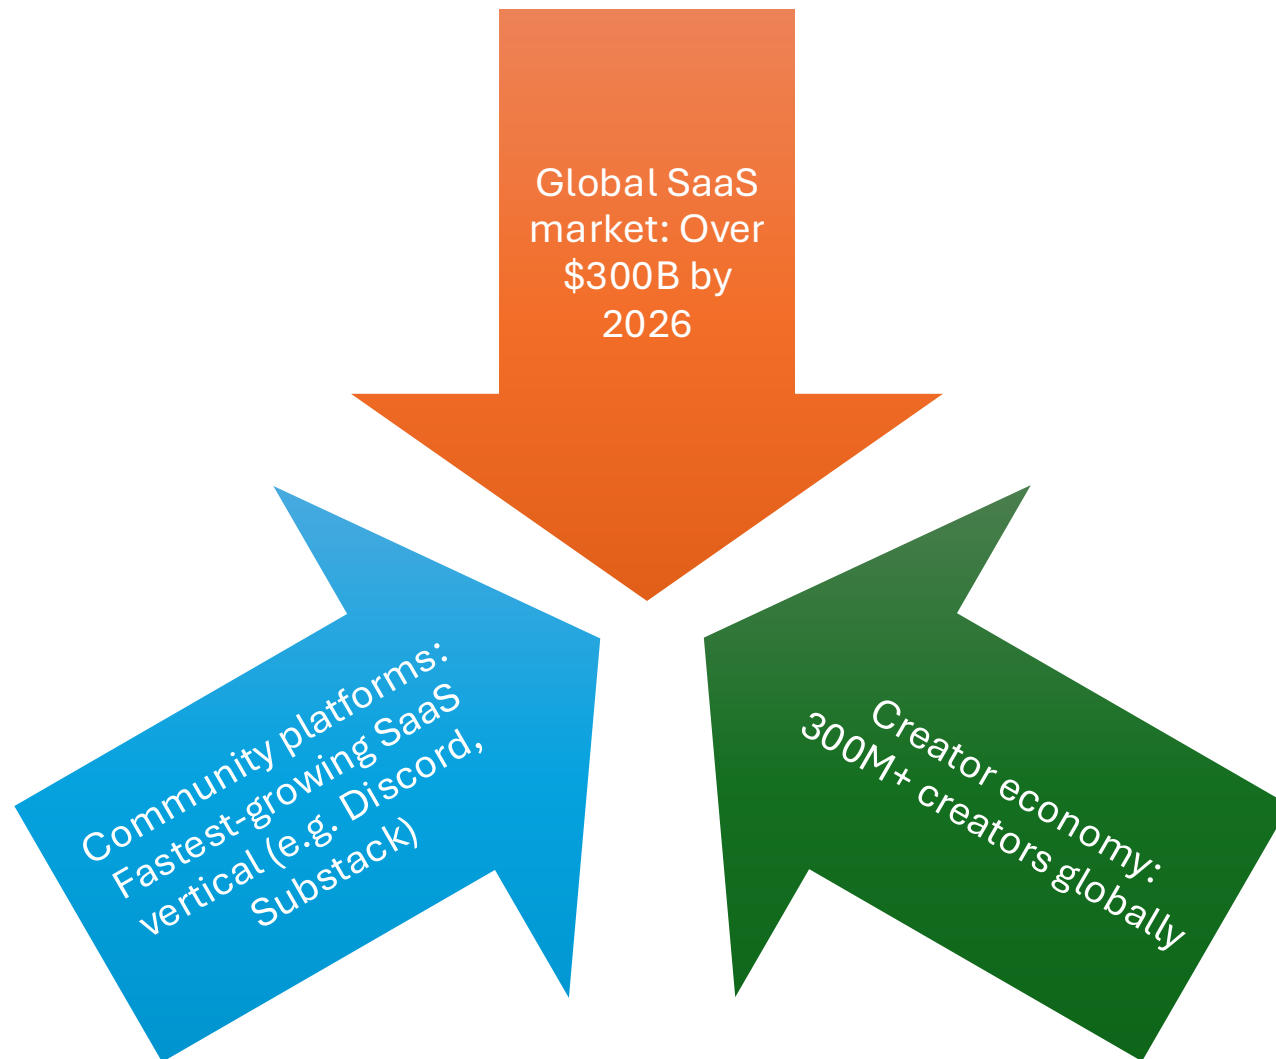 Global SaaS
market: Over
$300B by
2026
Community platforms:
Fastest-growing SaaS
vertical (e.g. Discord,
Substack)
Creator economy:
300M+ creators globally